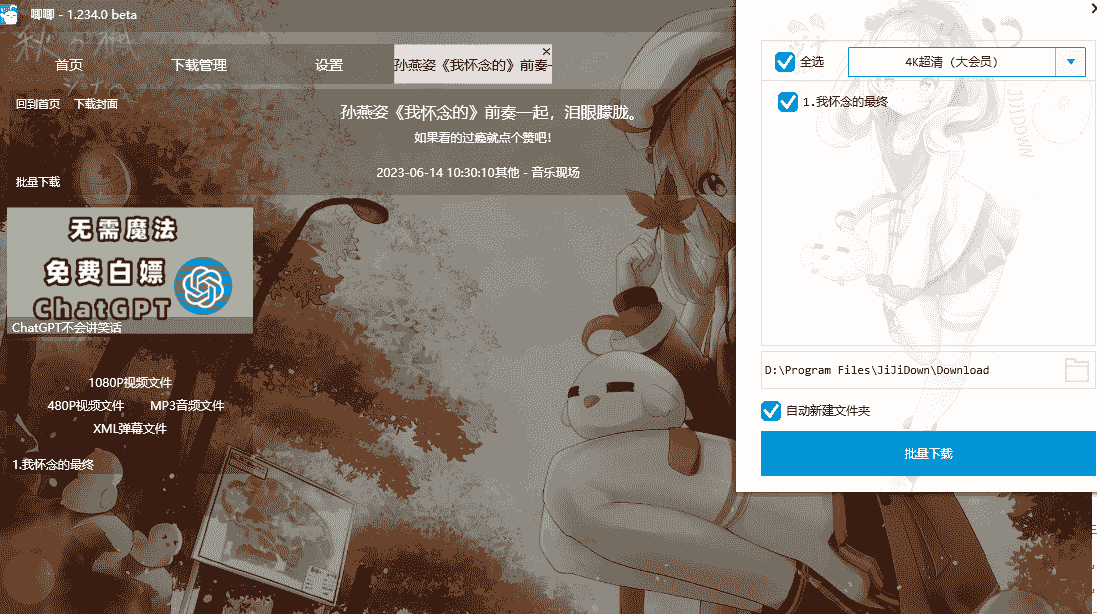 唧唧 - 1.234.0 beta
首页
下载管理
设置
孙燕姿《我怀念的》前奏-
回到首页
下载封面
孙燕姿《我怀念的》前奏一起，泪眼朦胧。
如果看的过瘾就点个赞吧！
2023-06-14 10:30:10其他 - 音乐现场
批量下载
无需魔法
免费白嫖
ChatGPT
ChatGPT不会讲笑话
1080P视频文件
480P视频文件
MP3音频文件
XML弹幕文件
1.我怀念的最终
全选
4K超清（大会员）
1.我怀念的最终
D:\Program Files\JiJiDown\Download
自动新建文件夹
批量下载